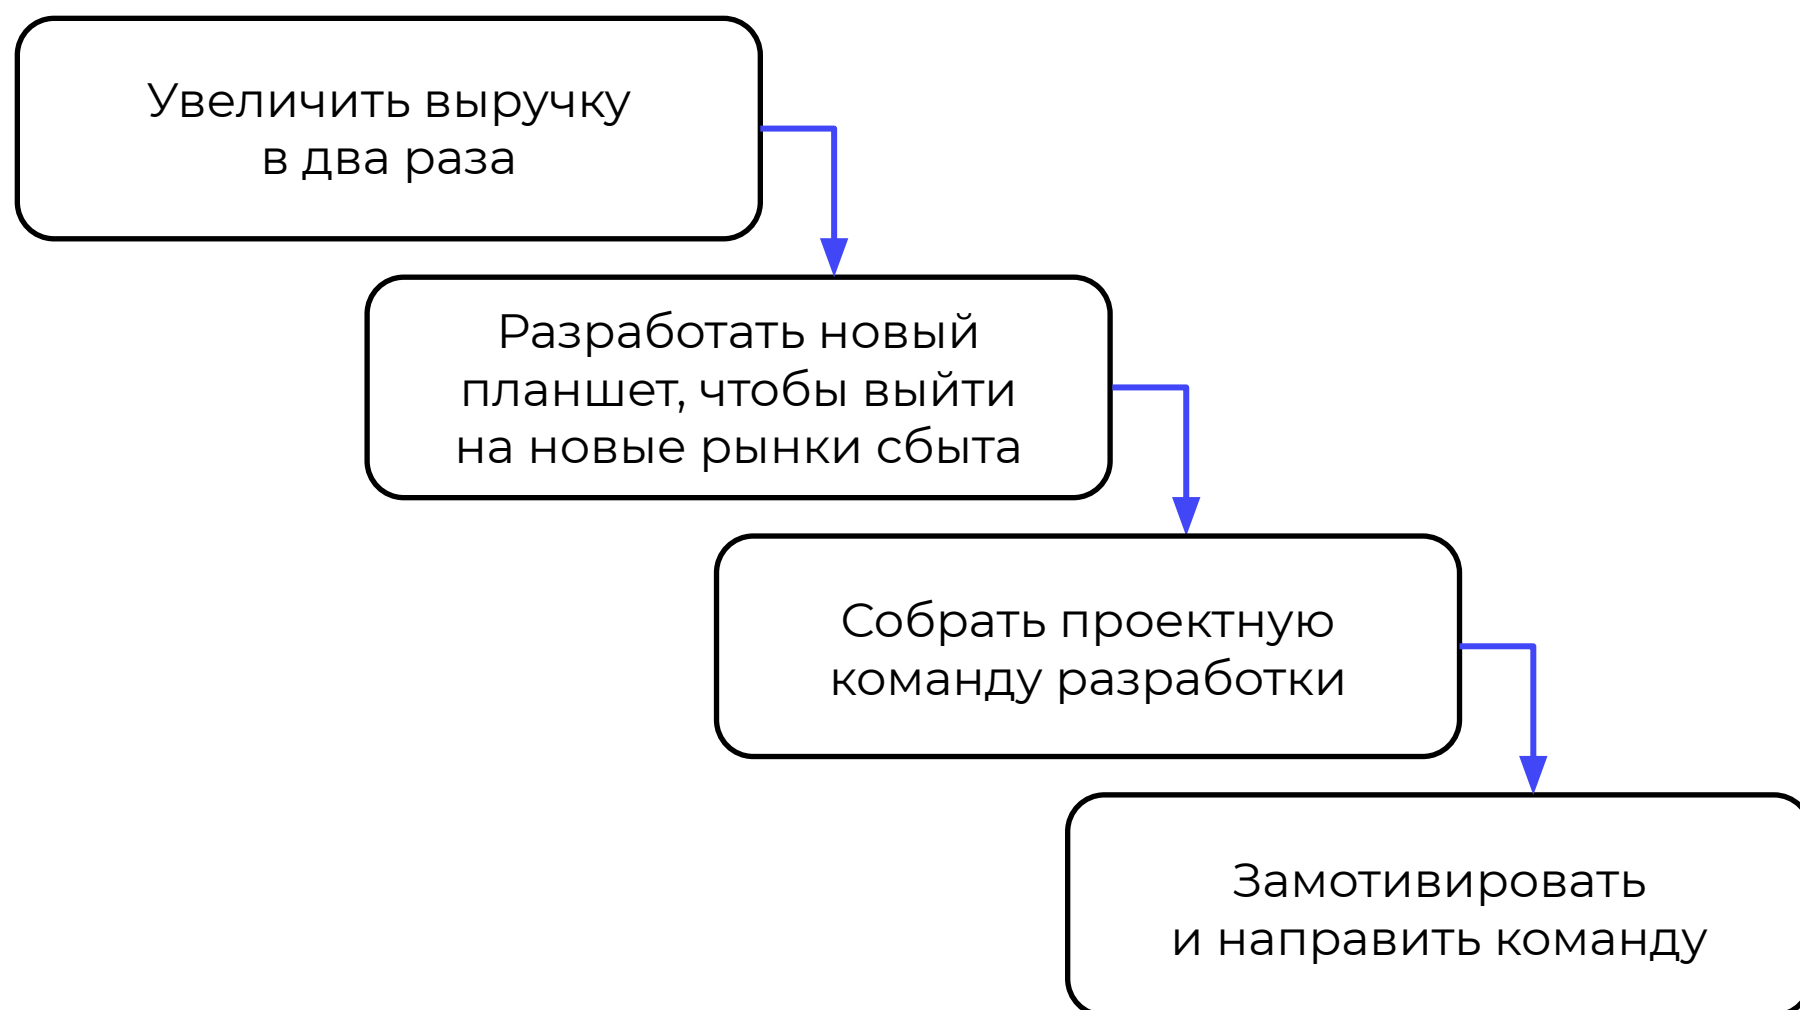 Увеличить выручку
в два раза
Разработать новый
планшет, чтобы выйти
на новые рынки сбыта
Собрать проектную
команду разработки
Замотивировать
и направить команду